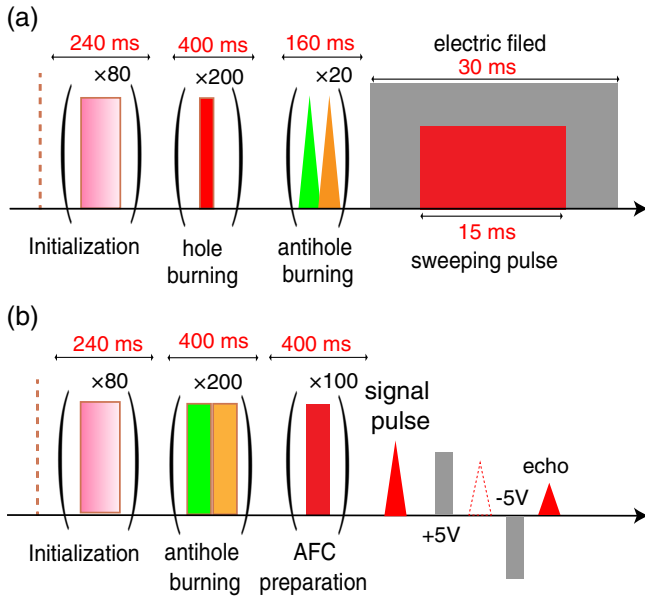 (a)
240 ms
400 ms
160 ms
electric filed
30 ms
×80
×200
×20
15 ms
Initialization
hole
burning
antihole
burning
sweeping pulse
(b)
240 ms
400 ms
400 ms
×80
×200
×100
signal
pulse
echo
-5V
+5V
Initialization
antihole
burning
AFC
preparation